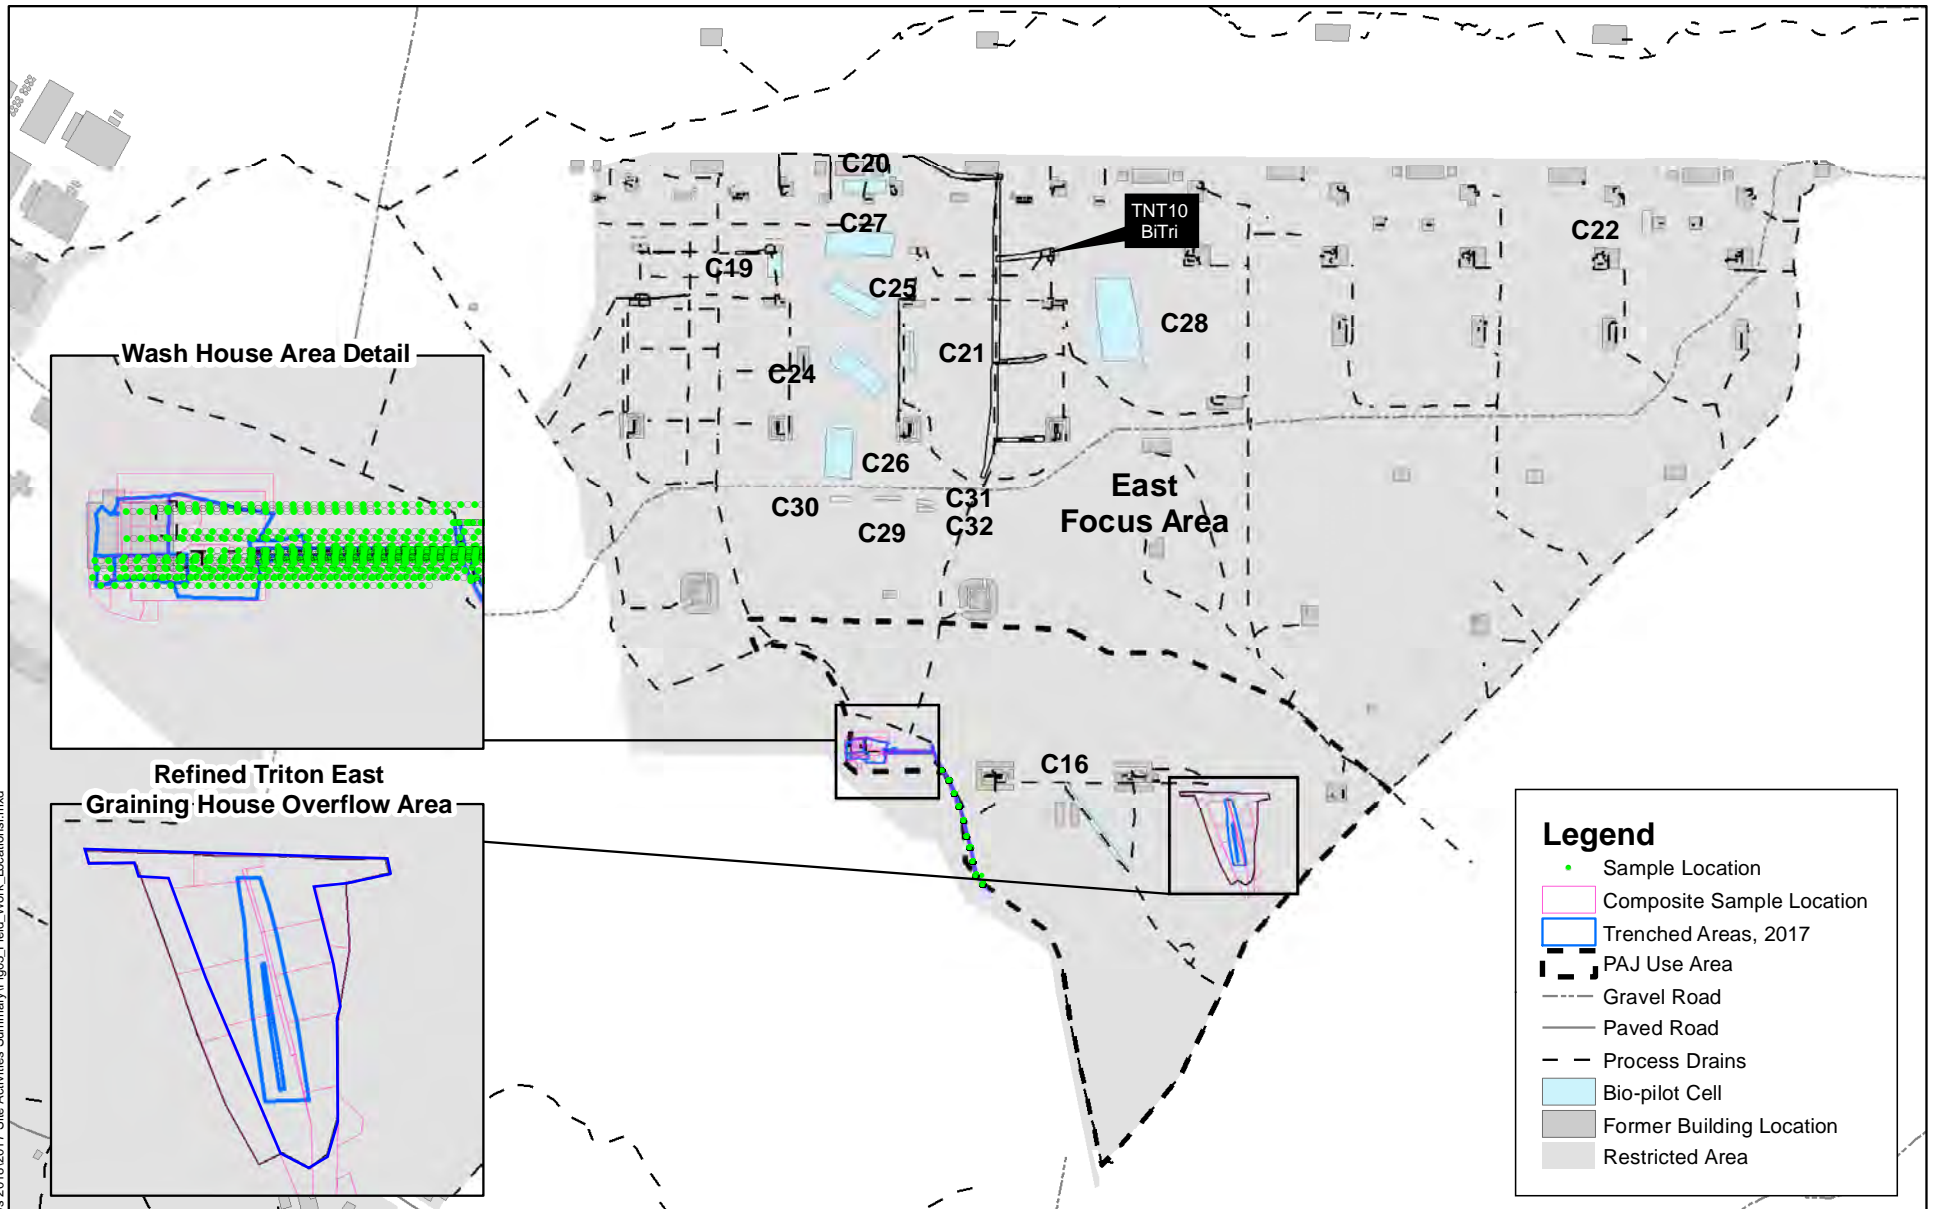 C20
TNT10
BiTri
C27
C22
C19
C25
C28
C21
Wash House Area Detail
C24
C26
East
Focus Area
C30
C31
C29
C32
C16
Refined Triton East
Graining House Overflow Area
Legend
Sample Location
Composite Sample Location
Trenched Areas, 2017
PAJ Use Area
Gravel Road
Paved Road
Process Drains
Bio-pilot Cell
Former Building Location
Restricted Area